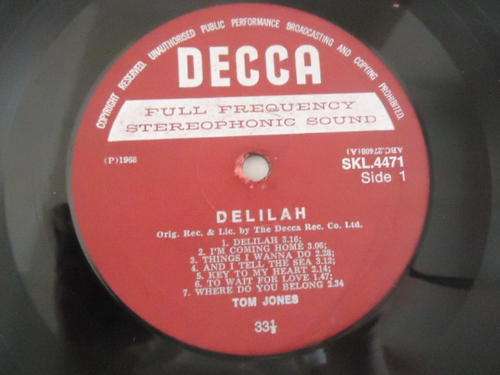 COPYRIGHT RESERVED. UNAUTHORISED PUBLIC PERFORMANCE BROADCASTING AND COPYING PROHIBITED.
DECCA
FULL FREQUENCY
STEREOPHONIC SOUND
(P)1968
SKL.4471
Side 1
DELILAH
Orig. Rec, & Lic. by The Decca Rec. Co. Ltd.
1. DELILAH 3.16;
2. I'M COMING HOME 3.06;
3. THINGS I WANNA DO 2.28;
4. AND I TELL THE SEA 3.12;
5. KEY TO MY HEART 2.14;
6. TO WAIT FOR LOVE 1.47;
7. WHERE DO YOU BELONG 2.34
TOM JONES
33⅓